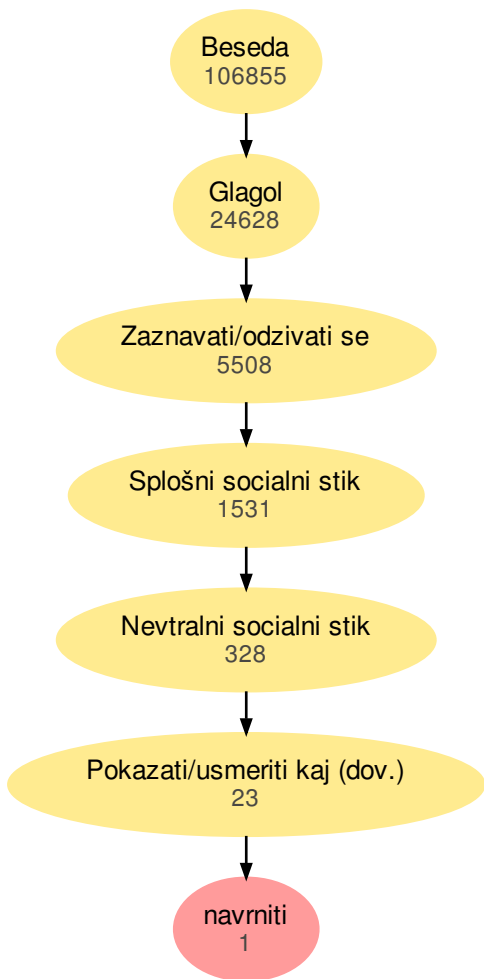 Beseda
106855
Glagol
24628
Zaznavati/odzivati se
5508
Splošni socialni stik
1531
Nevtralni socialni stik
328
Pokazati/usmeriti kaj (dov.)
23
navrniti
1